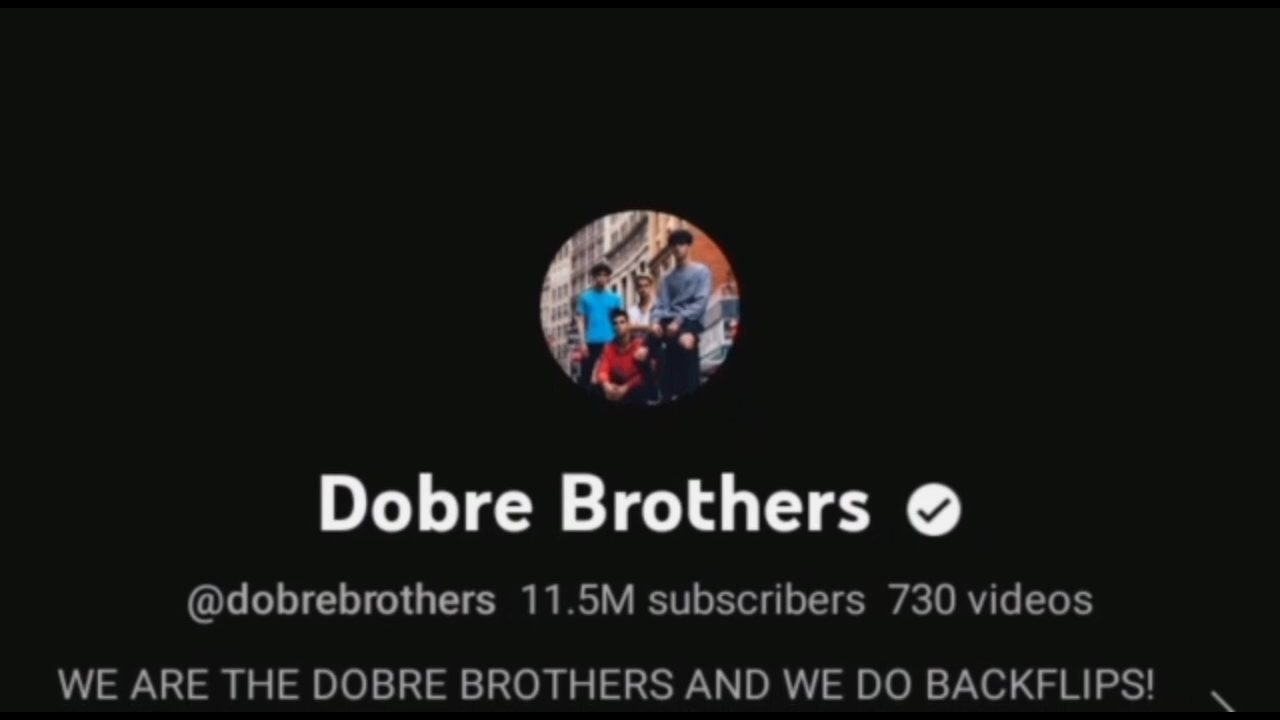 Dobre Brothers
@dobrebrothers 11.5M subscribers 730 videos
WE ARE THE DOBRE BROTHERS AND WE DO BACKFLIPS!